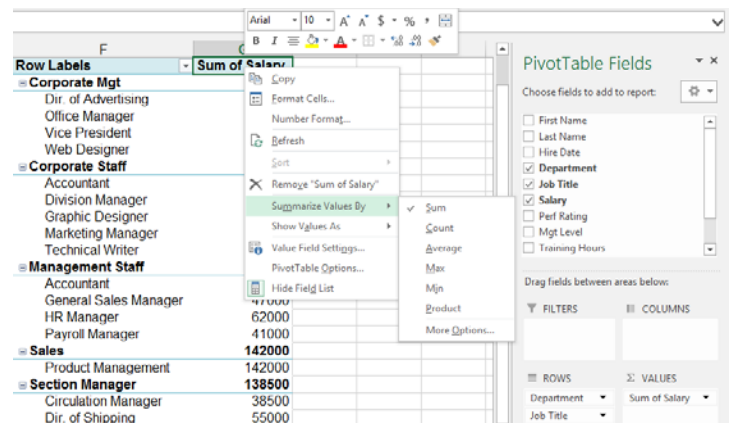 Arial 10 A A $ % ,
B I A
F
Row Labels Sum of Salary
Corporate Mgt
Dir. of Advertising
Office Manager
Vice President
Web Designer
Corporate Staff
Accountant
Division Manager
Graphic Designer
Marketing Manager
Technical Writer
Management Staff
Accountant
General Sales Manager 47000
HR Manager 62000
Payroll Manager 41000
Sales 142000
Product Management 142000
Section Manager 138500
Circulation Manager 38500
Dir. of Shipping 55000
Copy
Format Cells...
Number Format...
Refresh
Sort
Remove "Sum of Salary"
Summarize Values By
Show Values As
Value Field Settings...
PivotTable Options...
Hide Field List
Sum
Count
Average
Max
Min
Product
More Options...
PivotTable Fields
Choose fields to add to report:
First Name
Last Name
Hire Date
Department
Job Title
Salary
Perf Rating
Mgt Level
Training Hours
Drag fields between areas below:
FILTERS COLUMNS
ROWS Σ VALUES
Department Sum of Salary
Job Title